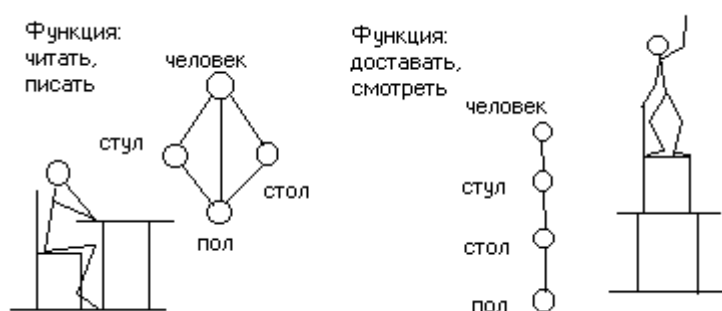 Функция:
читать,
писать
человек
стул
стол
пол
Функция:
доставать,
смотреть
человек
стул
стол
пол